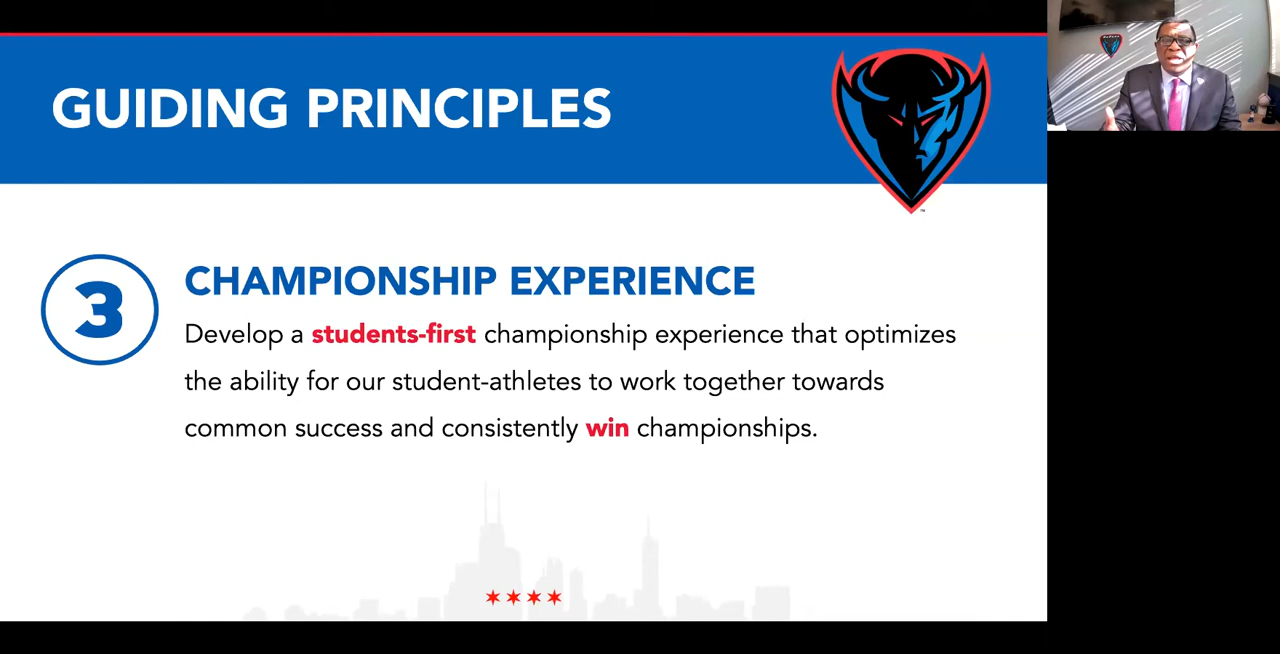 GUIDING PRINCIPLES
TM
3
CHAMPIONSHIP EXPERIENCE
Develop a students-first championship experience that optimizes
the ability for our student-athletes to work together towards
common success and consistently win championships.